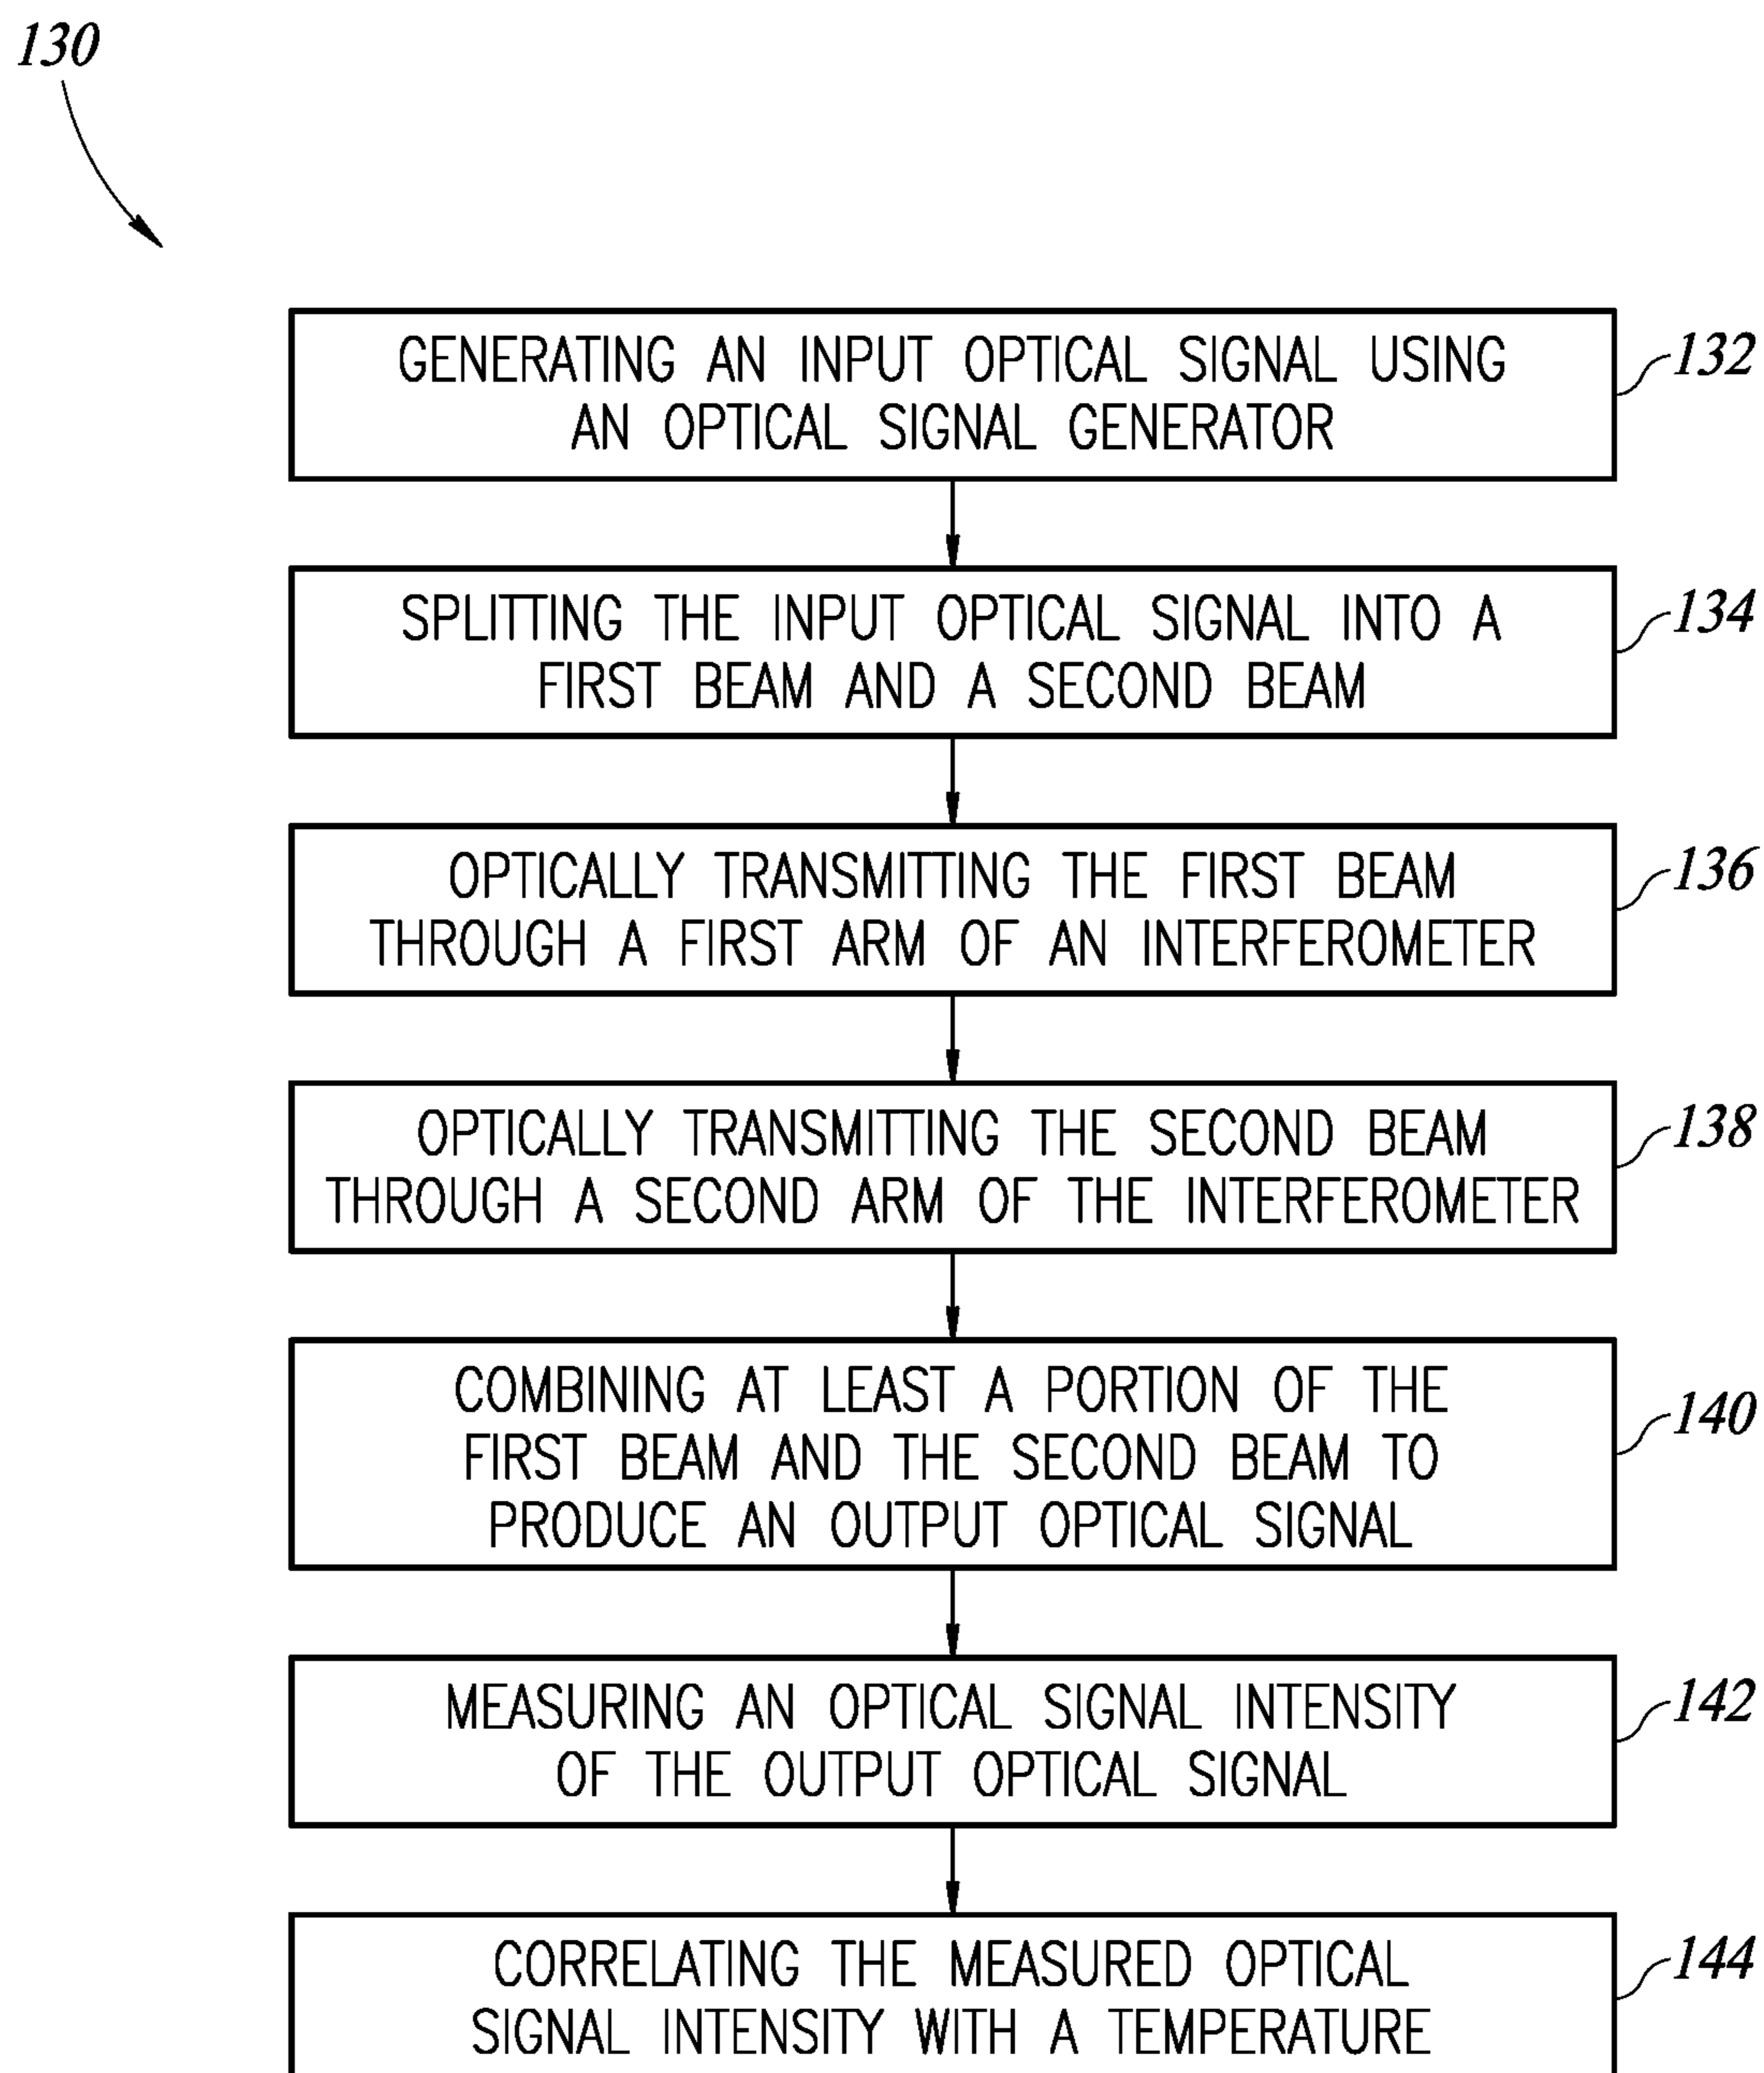 130
GENERATING AN INPUT OPTICAL SIGNAL USING
AN OPTICAL SIGNAL GENERATOR
132
SPLITTING THE INPUT OPTICAL SIGNAL INTO A
FIRST BEAM AND A SECOND BEAM
134
OPTICALLY TRANSMITTING THE FIRST BEAM
THROUGH A FIRST ARM OF AN INTERFEROMETER
136
OPTICALLY TRANSMITTING THE SECOND BEAM
THROUGH A SECOND ARM OF THE INTERFEROMETER
138
COMBINING AT LEAST A PORTION OF THE
FIRST BEAM AND THE SECOND BEAM TO
PRODUCE AN OUTPUT OPTICAL SIGNAL
140
MEASURING AN OPTICAL SIGNAL INTENSITY
OF THE OUTPUT OPTICAL SIGNAL
142
CORRELATING THE MEASURED OPTICAL
SIGNAL INTENSITY WITH A TEMPERATURE
144